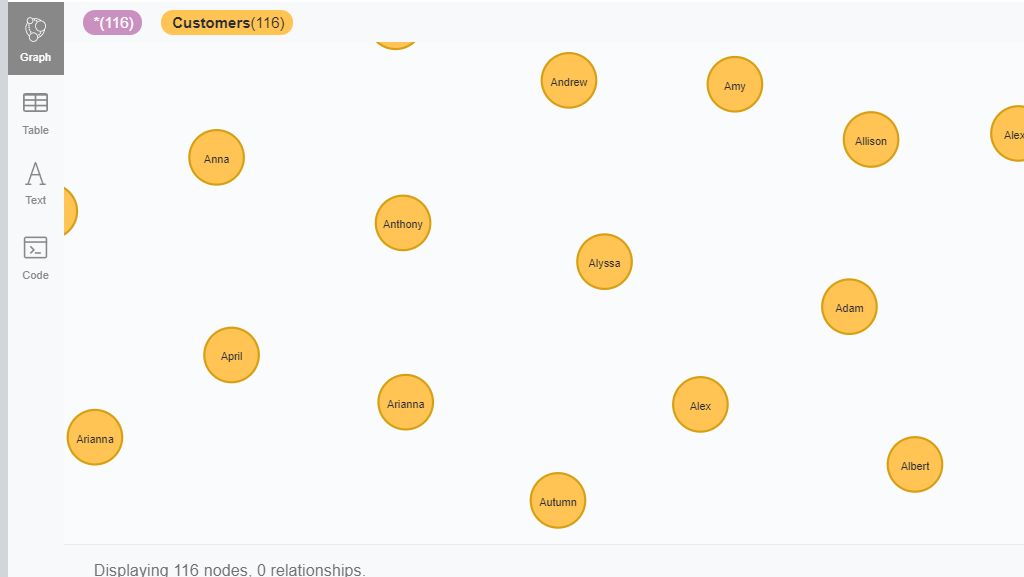 *(116) Customers(116)
Graph
Table
Text
Code
Andrew
Amy
Allison
Alex
Anna
Anthony
Alyssa
Adam
April
Arianna
Alex
Arianna
Albert
Autumn
Displaying 116 nodes, 0 relationships.